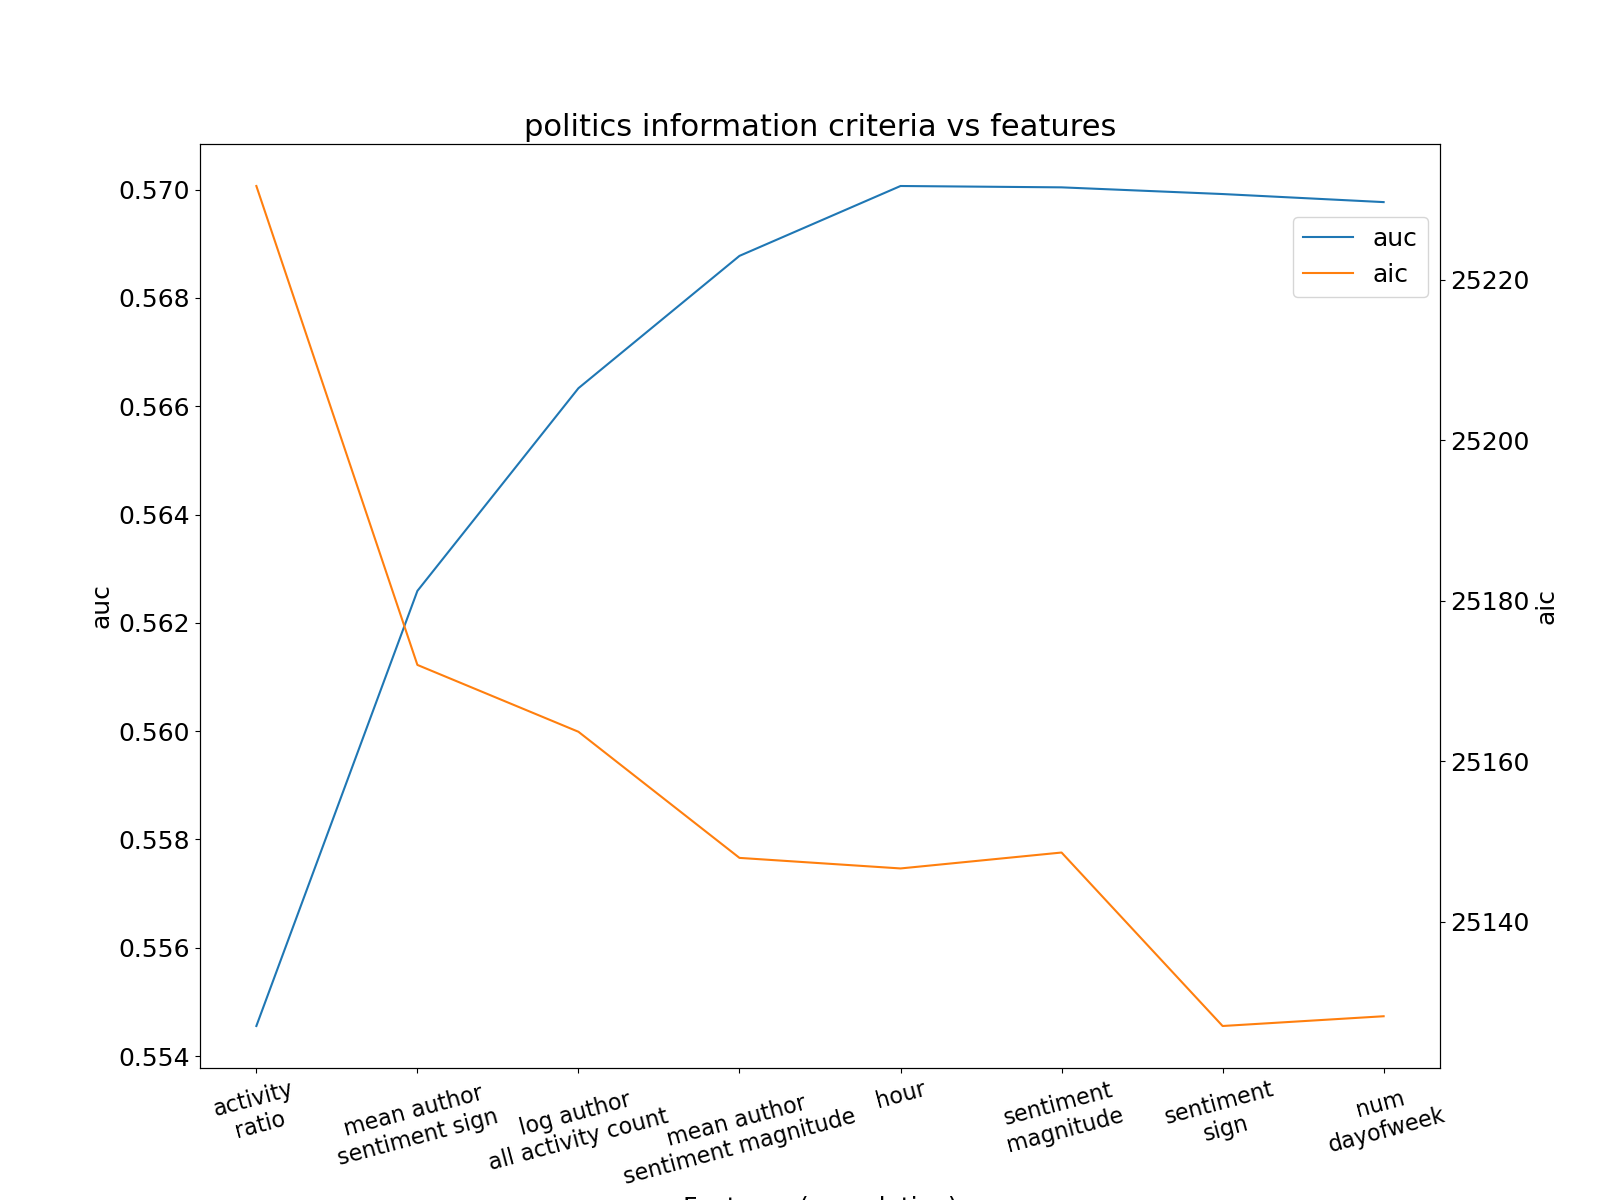 politics information criteria vs features
0.570
0.568
0.566
0.564
0.562
0.560
0.558
0.556
0.554
auc
auc
aic
25220
25200
25180
25160
25140
aic
activity
ratio
mean author
sentiment sign
log author
all activity count
mean author
sentiment magnitude
hour
sentiment
magnitude
sentiment
sign
num
dayofweek